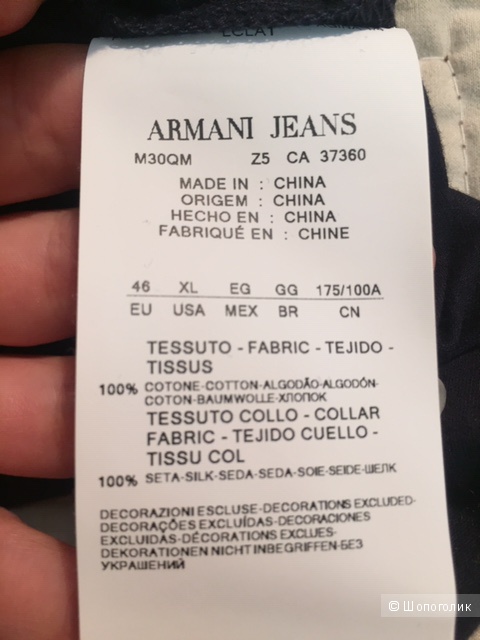 ÉCLAT
ARMANI JEANS
M30QM Z5 CA 37360
MADE IN : CHINA
ORIGEM : CHINA
HECHO EN : CHINA
FABRIQUÉ EN : CHINE
46 XL EG GG 175/100A
EU USA MEX BR CN
TESSUTO - FABRIC - TEJIDO -
TISSUS
100% COTONE-COTTON-ALGODÃO-ALGODÓN-
COTON-BAUMWOLLE-ХЛОПОК
TESSUTO COLLO - COLLAR
FABRIC - TEJIDO CUELLO -
TISSU COL
100% SETA-SILK-SEDA-SEDA-SOIE-SEIDE-ШЕЛК
DECORAZIONI ESCLUSE-DECORATIONS EXCLUDED-
DECORAÇÕES EXCLUÍDAS-DECORACIONES
EXCLUIDAS-DÉCORATIONS EXCLUES-
DEKORATIONEN NICHT INBEGRIFFEN-БЕЗ
УКРАШЕНИЙ
© Шопоголик